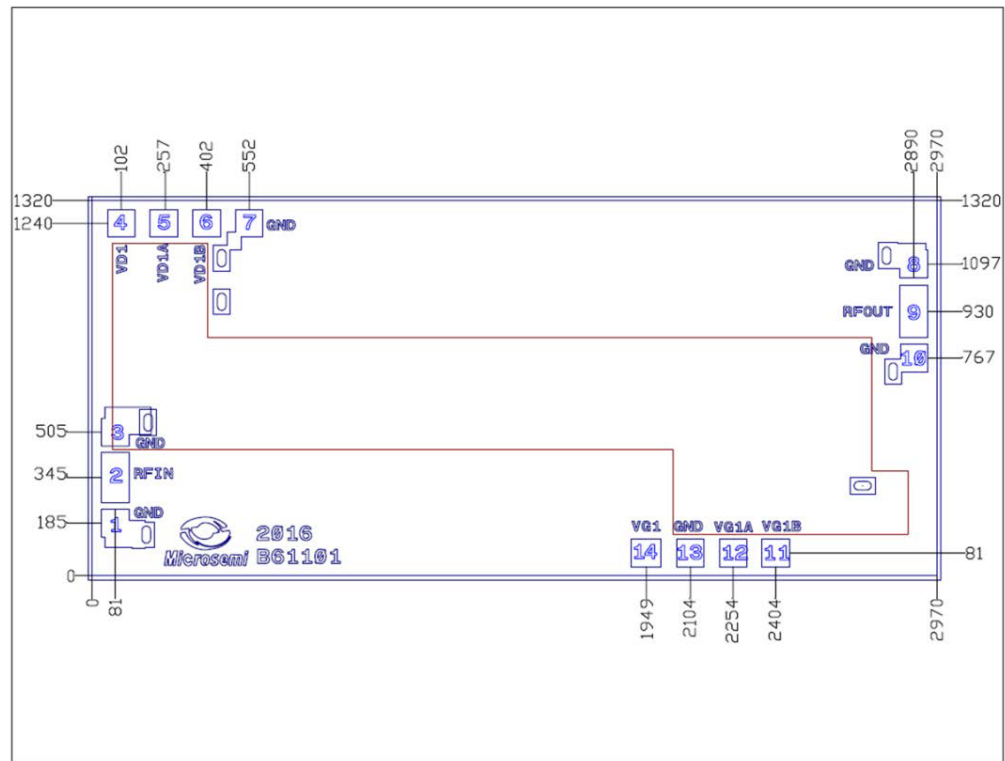 102 257 402 552 2890 2970
1320 1320
1240 4 5 6 7 GND
VD1 VD1A VD1B
GND 8 1097
RFOUT 9 930
GND 10 767
505 3 GND
345 2 RFIN
185 1 GND
Microsemi
2016
B61101
VG1 GND VG1A VG1B
14 13 12 11 81
0
0 81 1949 2104 2254 2404 2970